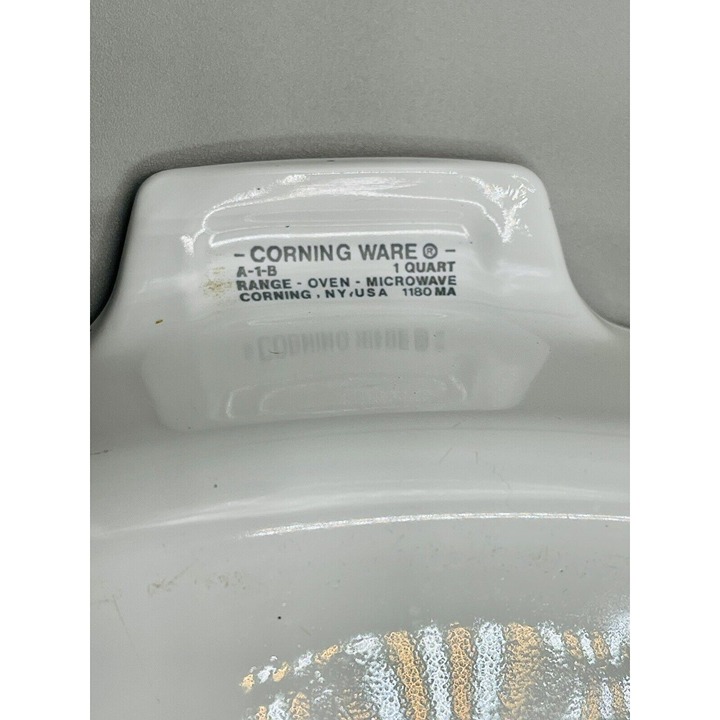 - CORNING WARE ® -
A-1-B 1 QUART
RANGE - OVEN - MICROWAVE
CORNING, NY, USA 1180 MA